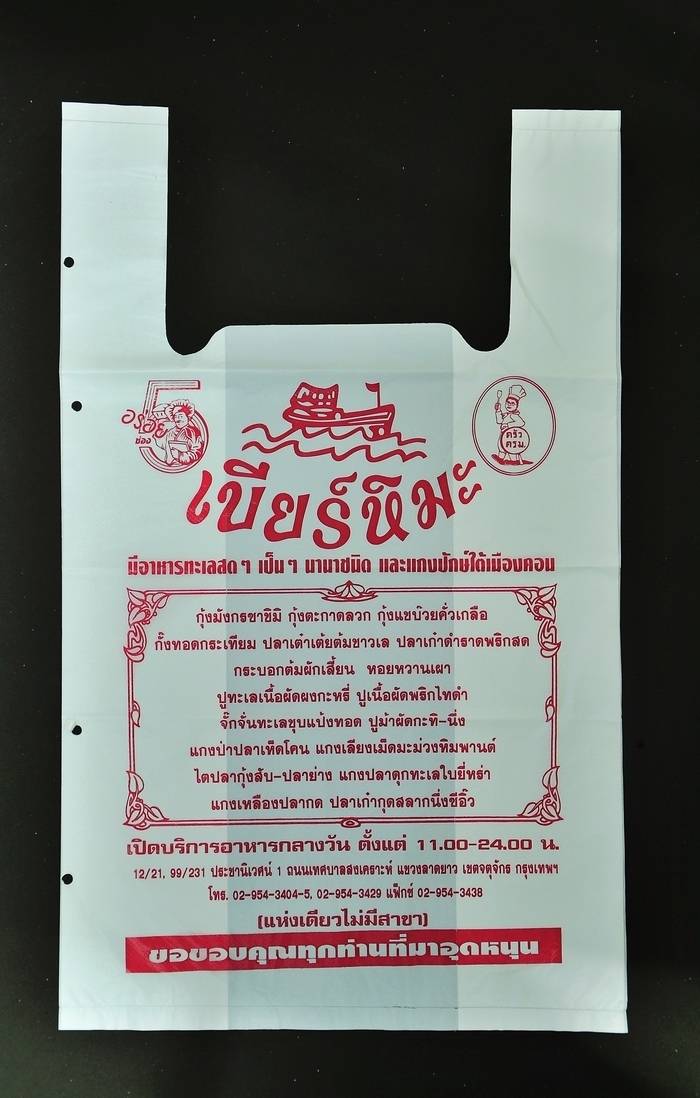 อร่อย
ช่อง
5
ครัว
ครม.
เบียร์หิมะ
มีอาหารทะเลสด ๆ เป็น ๆ นานาชนิด และแกงปักษ์ใต้เมืองคอน
กุ้งมังกรซาซิมิ กุ้งตะกาดลวก กุ้งแชบ๊วยคั่วเกลือ
กั้งทอดกระเทียม ปลาเต๋าเต้ยต้มชาวเล ปลาเก๋าดำราดพริกสด
กระบอกต้มผักเสี้ยน หอยหวานเผา
ปูทะเลเนื้อผัดผงกะหรี่ ปูเนื้อผัดพริกไทดำ
จั๊กจั่นทะเลชุบแป้งทอด ปูม้าผัดกะทิ-นึ่ง
แกงป่าปลาเห็ดโคน แกงเลียงเม็ดมะม่วงหิมพานต์
ไตปลากุ้งสับ-ปลาย่าง แกงปลาดุกทะเลใบยี่หร่า
แกงเหลืองปลากด ปลาเก๋ากุดสลากนึ่งซีอิ๊ว
เปิดบริการอาหารกลางวัน ตั้งแต่ 11.00-24.00 น.
12/21, 99/231 ประชานิเวศน์ 1 ถนนเทศบาลสงเคราะห์ แขวงลาดยาว เขตจตุจักร กรุงเทพฯ
โทร. 02-954-3404-5, 02-954-3429 แฟ็กซ์ 02-954-3438
(แห่งเดียวไม่มีสาขา)
ขอขอบคุณทุกท่านที่มาอุดหนุน